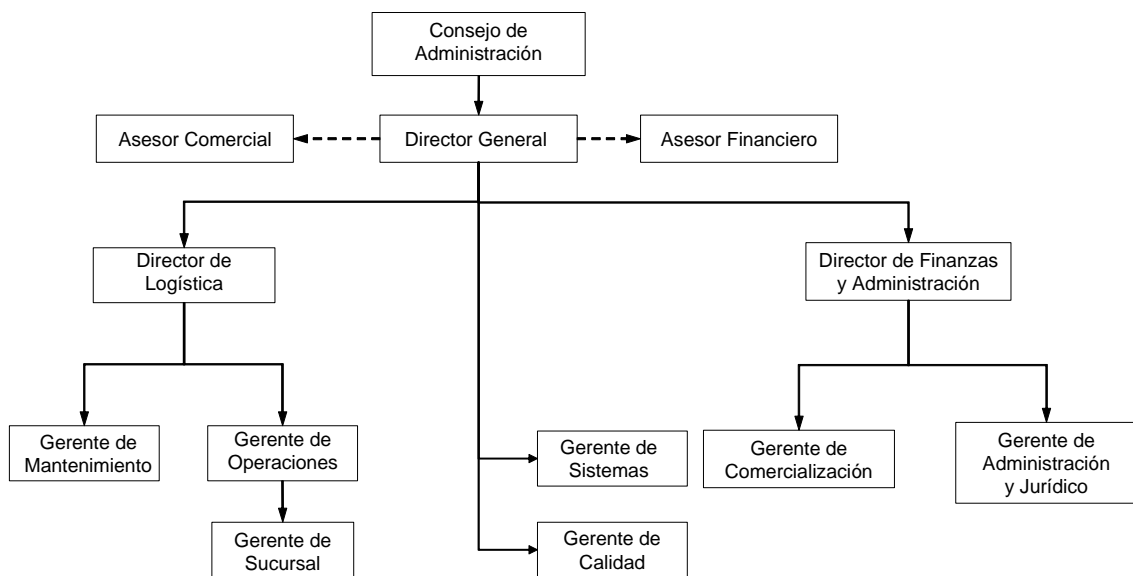 Consejo de
Administración
Asesor Comercial
Director General
Asesor Financiero
Director de
Logística
Director de Finanzas
y Administración
Gerente de
Mantenimiento
Gerente de
Operaciones
Gerente de
Sistemas
Gerente de
Comercialización
Gerente de
Administración
y Jurídico
Gerente de
Sucursal
Gerente de
Calidad